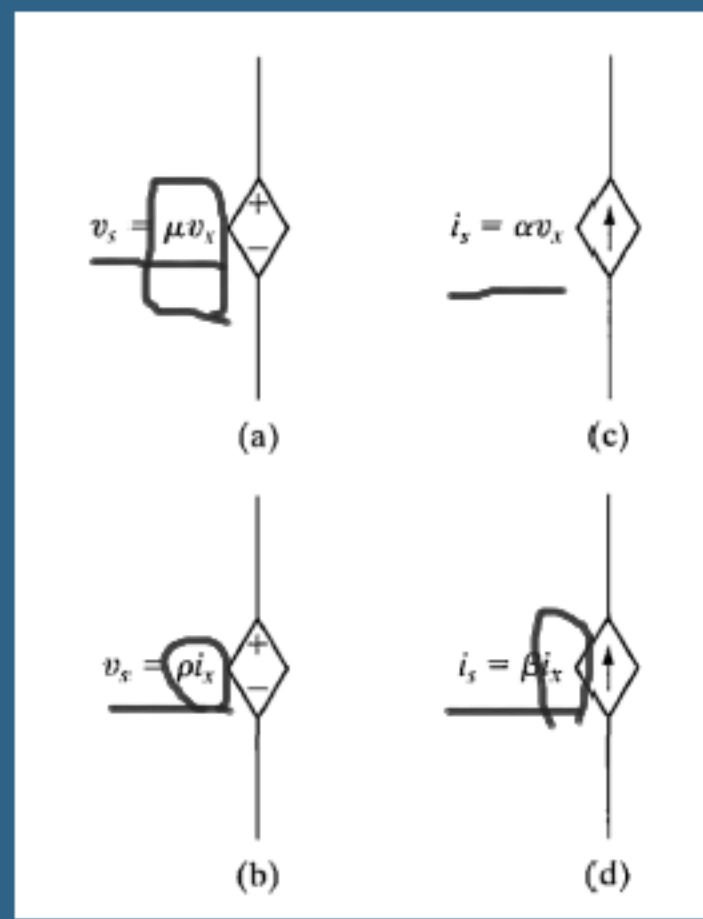 vₛ = μvₓ + − iₛ = αvₓ
(a) (c)
vₛ = ρiₓ + − iₛ = βiₓ
(b) (d)